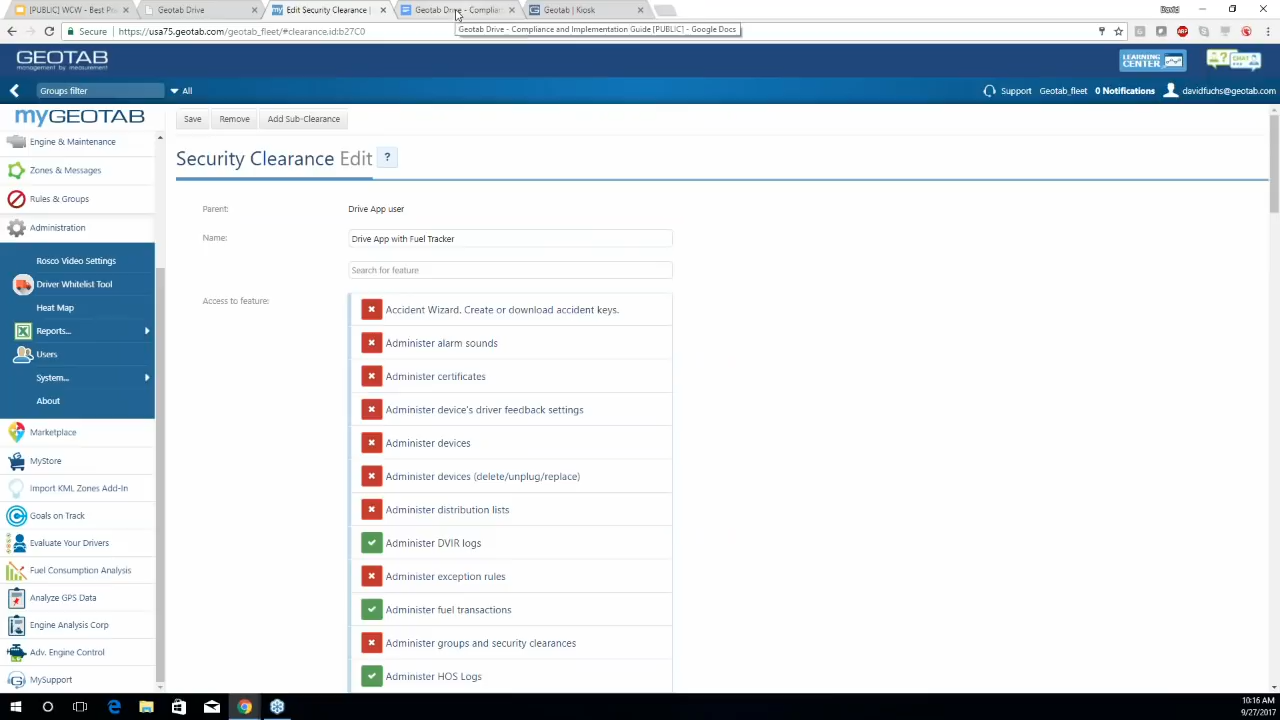 [PUBLIC] WCW - Best Pr
Geotab Drive
Edit Security Clearance |
Geotab Drive - Complian
Geotab | Kiosk
David
Secure
https://usa75.geotab.com/geotab_fleet/#clearance,id:b27C0
Geotab Drive - Compliance and Implementation Guide [PUBLIC] - Google Docs
GEOTAB
management by measurement
LEARNING CENTER
CHAT
Groups filter
All
Support
Geotab_fleet
0 Notifications
davidfuchs@geotab.com
myGEOTAB
Save
Remove
Add Sub-Clearance
Engine & Maintenance
Zones & Messages
Rules & Groups
Administration
Rosco Video Settings
Driver Whitelist Tool
Heat Map
Reports...
Users
System...
About
Marketplace
MyStore
Import KML Zones Add-In
Goals on Track
Evaluate Your Drivers
Fuel Consumption Analysis
Analyze GPS Data
Engine Analysis Corp
Adv. Engine Control
MySupport
Security Clearance Edit ?
Parent: Drive App user
Name: Drive App with Fuel Tracker
Search for feature
Access to feature:
Accident Wizard. Create or download accident keys.
Administer alarm sounds
Administer certificates
Administer device's driver feedback settings
Administer devices
Administer devices (delete/unplug/replace)
Administer distribution lists
Administer DVIR logs
Administer exception rules
Administer fuel transactions
Administer groups and security clearances
Administer HOS Logs
10:16 AM
9/27/2017